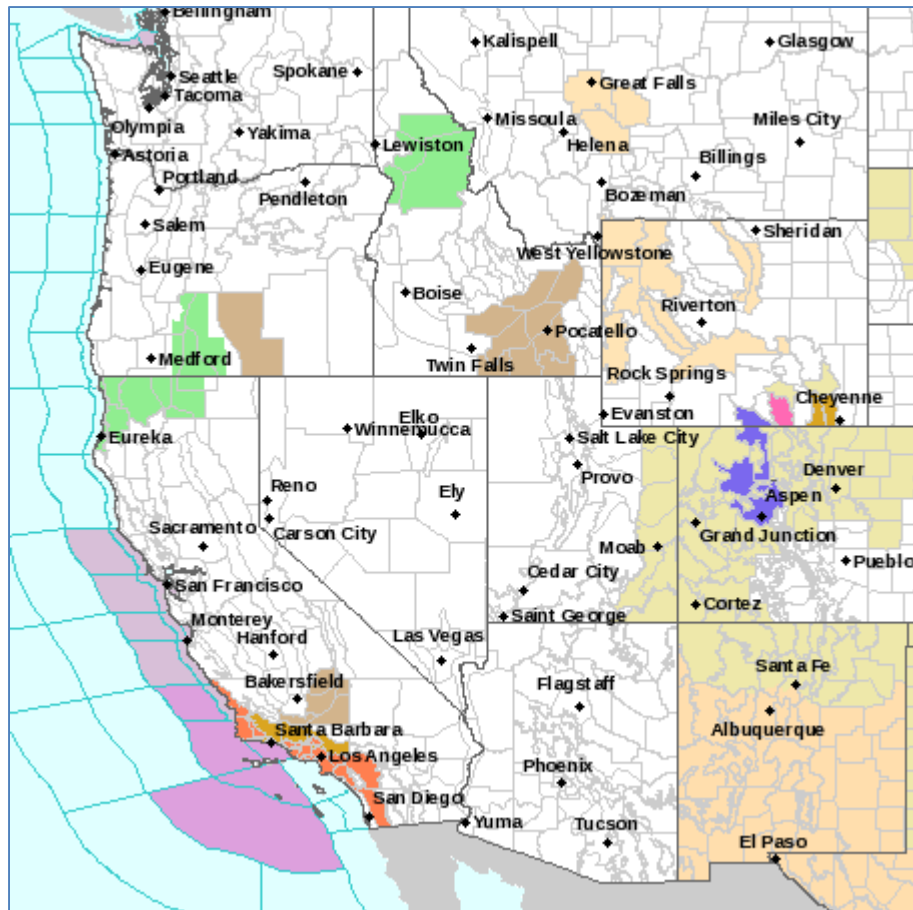 Bellingham
Kalispell
Glasgow
Seattle
Spokane
Great Falls
Tacoma
Olympia
Yakima
Missoula
Miles City
Lewiston
Helena
Astoria
Billings
Portland
Pendleton
Bozeman
Salem
Sheridan
West Yellowstone
Eugene
Boise
Riverton
Pocatello
Medford
Twin Falls
Rock Springs
Cheyenne
Elko
Evanston
Eureka
Winnemucca
Salt Lake City
Provo
Denver
Reno
Ely
Aspen
Sacramento
Carson City
Grand Junction
Moab
Pueblo
San Francisco
Cedar City
Cortez
Monterey
Saint George
Hanford
Las Vegas
Santa Fe
Bakersfield
Flagstaff
Santa Barbara
Albuquerque
Los Angeles
Phoenix
San Diego
Yuma
Tucson
El Paso